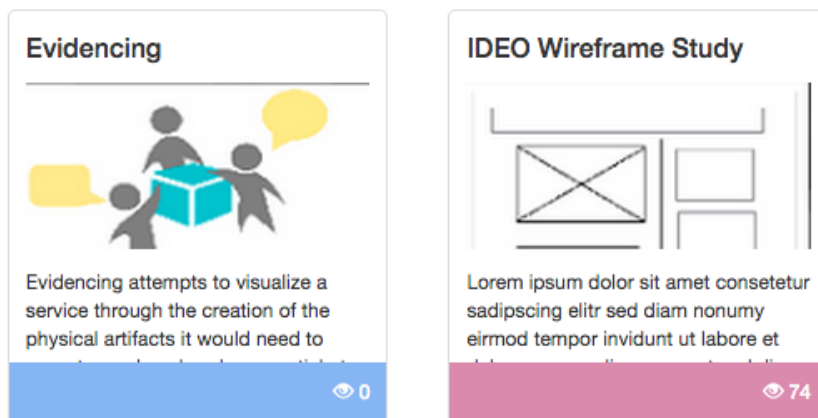 Evidencing
Evidencing attempts to visualize a
service through the creation of the
physical artifacts it would need to
0
IDEO Wireframe Study
Lorem ipsum dolor sit amet consetetur
sadipscing elitr sed diam nonumy
eirmod tempor invidunt ut labore et
74